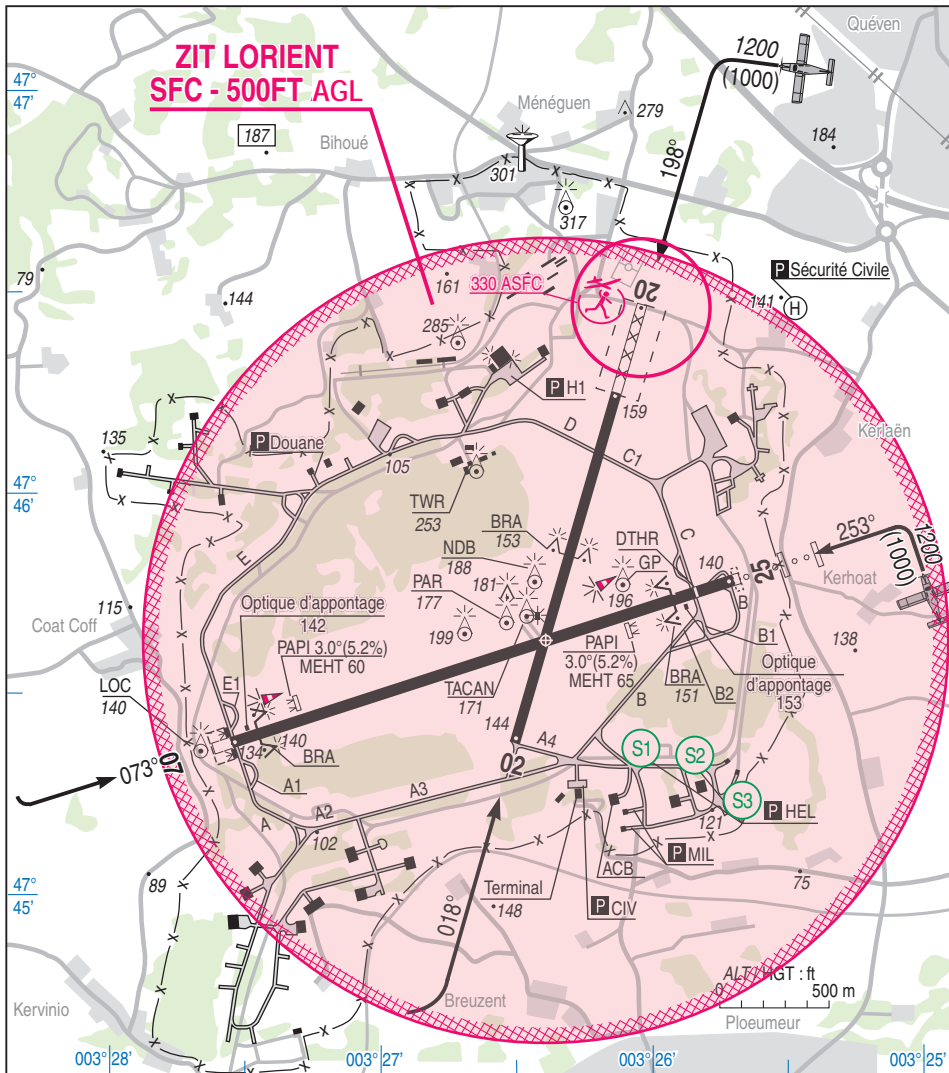 Quéven
ZIT LORIENT
SFC - 500FT AGL
1200
(1000)
47°
47'
Ménéguen
279
187
Bihoué
184
198°
301
317
79
161
330 ASFC
20
P Sécurité Civile
141
H
144
285
P H1
159
135
P Douane
D
Kerlaën
105
C1
47°
46'
TWR
253
BRA
153
DTHR
C
253°
1200
(1000)
NDB
188
GP
140
25
E
PAR
177
181
196
Kerhoat
115
Optique d'appontage
142
B
Coat Coff
199
PAPI 3.0°(5.2%)
MEHT 60
PAPI
3.0°(5.2%)
MEHT 65
B1
138
BRA
151
B2
Optique
d'appontage
153
LOC
140
E1
TACAN
171
B
144
134
140
BRA
A4
S1
S2
073°
07
02
A1
A3
S3
A
A2
P HEL
121
102
ACB
P MIL
89
75
47°
45'
Terminal
148
P CIV
018°
ALT / HGT : ft
0
500 m
Kervinio
Breuzent
Ploeumeur
003° 28'
003° 27'
003° 26'
003° 25'